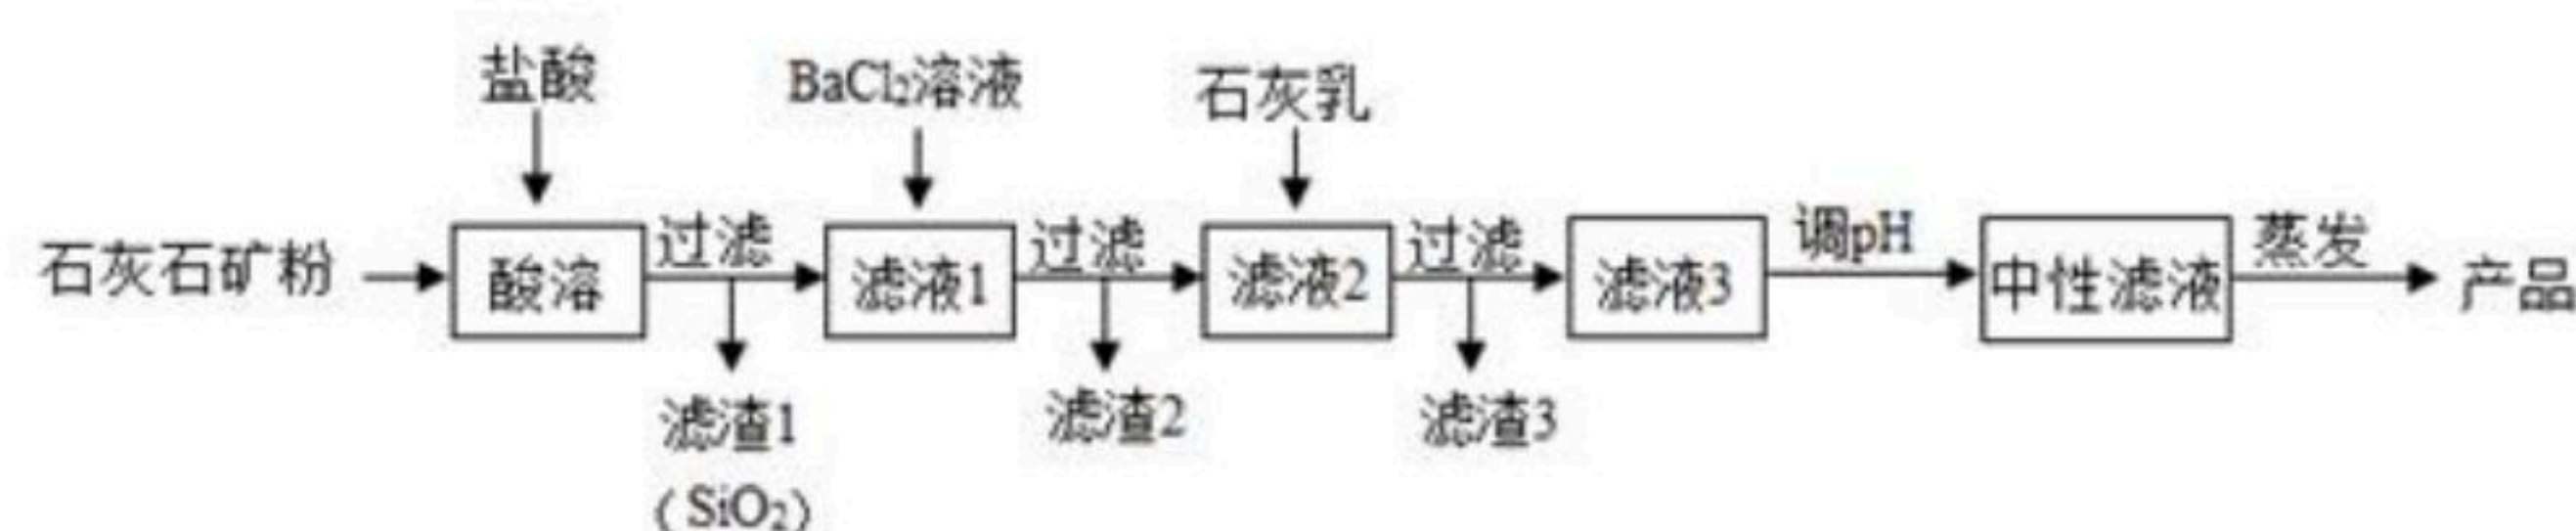 盐酸
BaCl₂溶液
石灰乳
石灰石矿粉
酸溶
过滤
滤液1
过滤
滤液2
过滤
滤液3
调pH
中性滤液
蒸发
产品
滤渣1
(SiO₂)
滤渣2
滤渣3